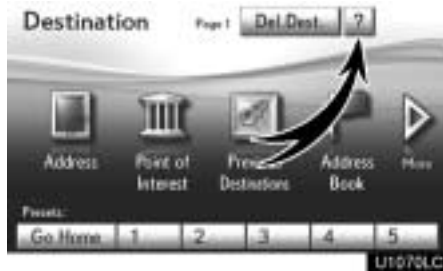 Destination Page 1 Del.Dest. ?
Address Point of Interest Previous Destinations Address Book More
Presets:
Go Home 1 2 3 4 5
U1070LC